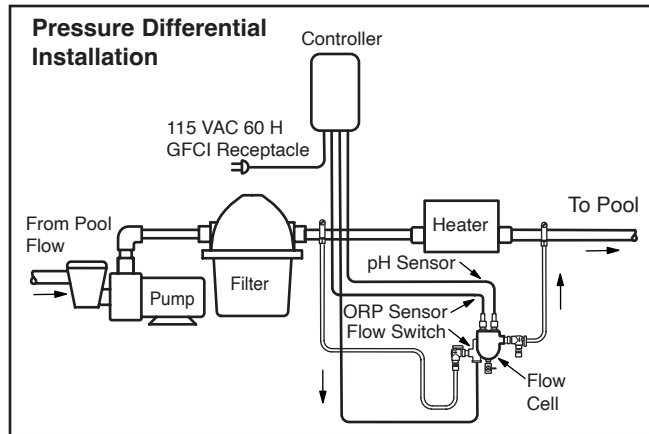 Pressure Differential
Installation
Controller
115 VAC 60 H
GFCI Receptacle
From Pool
Flow
Pump
Filter
Heater
To Pool
pH Sensor
ORP Sensor
Flow Switch
Flow
Cell